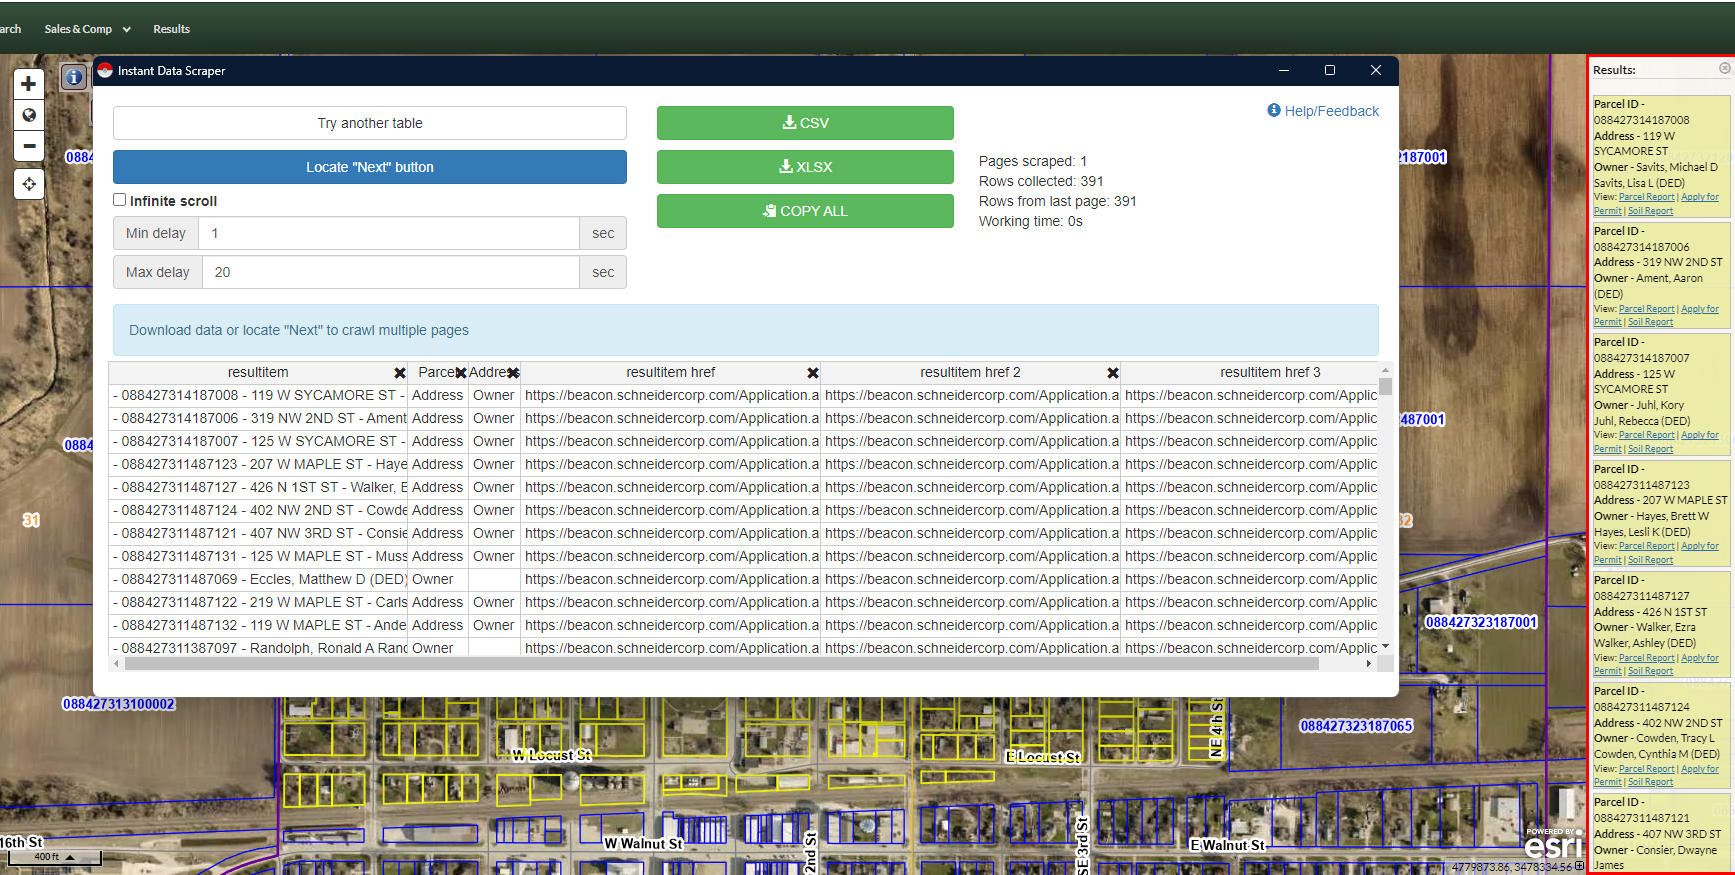 arch Sales & Comp Results
Instant Data Scraper
Try another table
Locate "Next" button
Infinite scroll
Min delay 1 sec
Max delay 20 sec
CSV
XLSX
COPY ALL
Pages scraped: 1
Rows collected: 391
Rows from last page: 391
Working time: 0s
Help/Feedback
Download data or locate "Next" to crawl multiple pages
resultitem Parcel Address resultitem href resultitem href 2 resultitem href 3
- 088427314187008 - 119 W SYCAMORE ST - Address Owner https://beacon.schneidercorp.com/Application.a https://beacon.schneidercorp.com/Application.a https://beacon.schneidercorp.com/Applic
- 088427314187006 - 319 NW 2ND ST - Ament Address Owner https://beacon.schneidercorp.com/Application.a https://beacon.schneidercorp.com/Application.a https://beacon.schneidercorp.com/Applic
- 088427314187007 - 125 W SYCAMORE ST - Address Owner https://beacon.schneidercorp.com/Application.a https://beacon.schneidercorp.com/Application.a https://beacon.schneidercorp.com/Applic
- 088427311487123 - 207 W MAPLE ST - Haye Address Owner https://beacon.schneidercorp.com/Application.a https://beacon.schneidercorp.com/Application.a https://beacon.schneidercorp.com/Applic
- 088427311487127 - 426 N 1ST ST - Walker, E Address Owner https://beacon.schneidercorp.com/Application.a https://beacon.schneidercorp.com/Application.a https://beacon.schneidercorp.com/Applic
- 088427311487124 - 402 NW 2ND ST - Cowde Address Owner https://beacon.schneidercorp.com/Application.a https://beacon.schneidercorp.com/Application.a https://beacon.schneidercorp.com/Applic
- 088427311487121 - 407 NW 3RD ST - Consie Address Owner https://beacon.schneidercorp.com/Application.a https://beacon.schneidercorp.com/Application.a https://beacon.schneidercorp.com/Applic
- 088427311487131 - 125 W MAPLE ST - Muss Address Owner https://beacon.schneidercorp.com/Application.a https://beacon.schneidercorp.com/Application.a https://beacon.schneidercorp.com/Applic
- 088427311487069 - Eccles, Matthew D (DED) Owner https://beacon.schneidercorp.com/Application.a https://beacon.schneidercorp.com/Application.a https://beacon.schneidercorp.com/Applic
- 088427311487122 - 219 W MAPLE ST - Carls Address Owner https://beacon.schneidercorp.com/Application.a https://beacon.schneidercorp.com/Application.a https://beacon.schneidercorp.com/Applic
- 088427311487132 - 119 W MAPLE ST - Ande Address Owner https://beacon.schneidercorp.com/Application.a https://beacon.schneidercorp.com/Application.a https://beacon.schneidercorp.com/Applic
- 088427311387097 - Randolph, Ronald A Ranc Owner https://beacon.schneidercorp.com/Application.a https://beacon.schneidercorp.com/Application.a https://beacon.schneidercorp.com/Applic
0884
2187001
0884
487001
31
32
088427323187001
088427313100002
088427323187065
W Locust St
E Locust St
NE 4th St
16th St
W Walnut St
2nd St
SE 3rd St
E Walnut St
400 ft
POWERED BY
esri
4779873.86, 3478334.56
Results:
Parcel ID -
088427314187008
Address - 119 W
SYCAMORE ST
Owner - Savits, Michael D
Savits, Lisa L (DED)
View: Parcel Report | Apply for
Permit | Soil Report
Parcel ID -
088427314187006
Address - 319 NW 2ND ST
Owner - Ament, Aaron
(DED)
View: Parcel Report | Apply for
Permit | Soil Report
Parcel ID -
088427314187007
Address - 125 W
SYCAMORE ST
Owner - Juhl, Kory
Juhl, Rebecca (DED)
View: Parcel Report | Apply for
Permit | Soil Report
Parcel ID -
088427311487123
Address - 207 W MAPLE ST
Owner - Hayes, Brett W
Hayes, Lesli K (DED)
View: Parcel Report | Apply for
Permit | Soil Report
Parcel ID -
088427311487127
Address - 426 N 1ST ST
Owner - Walker, Ezra
Walker, Ashley (DED)
View: Parcel Report | Apply for
Permit | Soil Report
Parcel ID -
088427311487124
Address - 402 NW 2ND ST
Owner - Cowden, Tracy L
Cowden, Cynthia M (DED)
View: Parcel Report | Apply for
Permit | Soil Report
Parcel ID -
088427311487121
Address - 407 NW 3RD ST
Owner - Consier, Dwayne
James